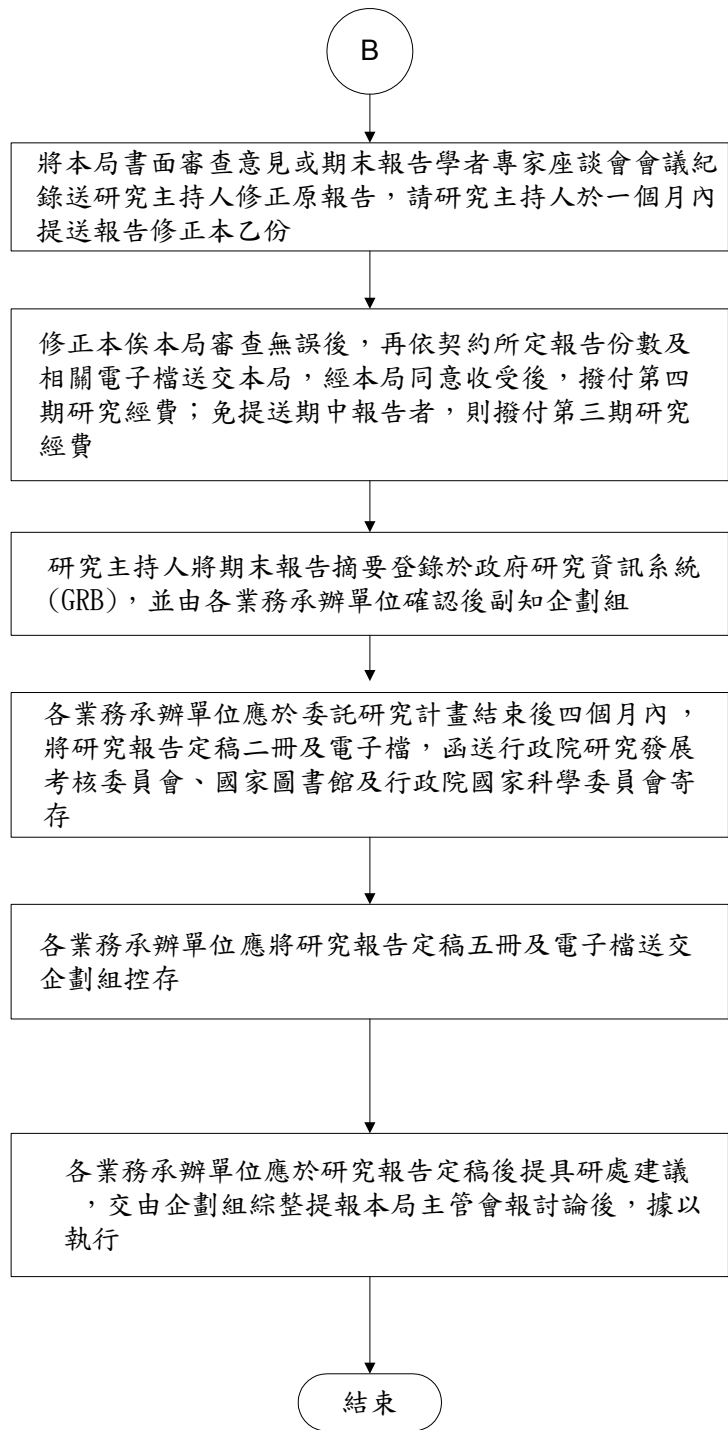 B
將本局書面審查意見或期末報告學者專家座談會會議紀
錄送研究主持人修正原報告，請研究主持人於一個月內
提送報告修正本乙份
修正本俟本局審查無誤後，再依契約所定報告份數及
相關電子檔送交本局，經本局同意收受後，撥付第四
期研究經費；免提送期中報告者，則撥付第三期研究
經費
研究主持人將期末報告摘要登錄於政府研究資訊系統
(GRB)，並由各業務承辦單位確認後副知企劃組
各業務承辦單位應於委託研究計畫結束後四個月內，
將研究報告定稿二冊及電子檔，函送行政院研究發展
考核委員會、國家圖書館及行政院國家科學委員會寄
存
各業務承辦單位應將研究報告定稿五冊及電子檔送交
企劃組控存
各業務承辦單位應於研究報告定稿後提具研處建議
，交由企劃組綜整提報本局主管會報討論後，據以
執行
結束